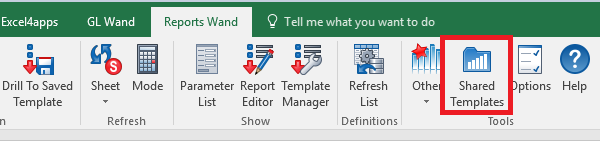 Excel4apps GL Wand Reports Wand Tell me what you want to do
Drill To Saved
Template
Sheet
Mode
Parameter
List
Report
Editor
Template
Manager
Refresh
List
Other
Shared
Templates
Options
Help
n Refresh Show Definitions Tools